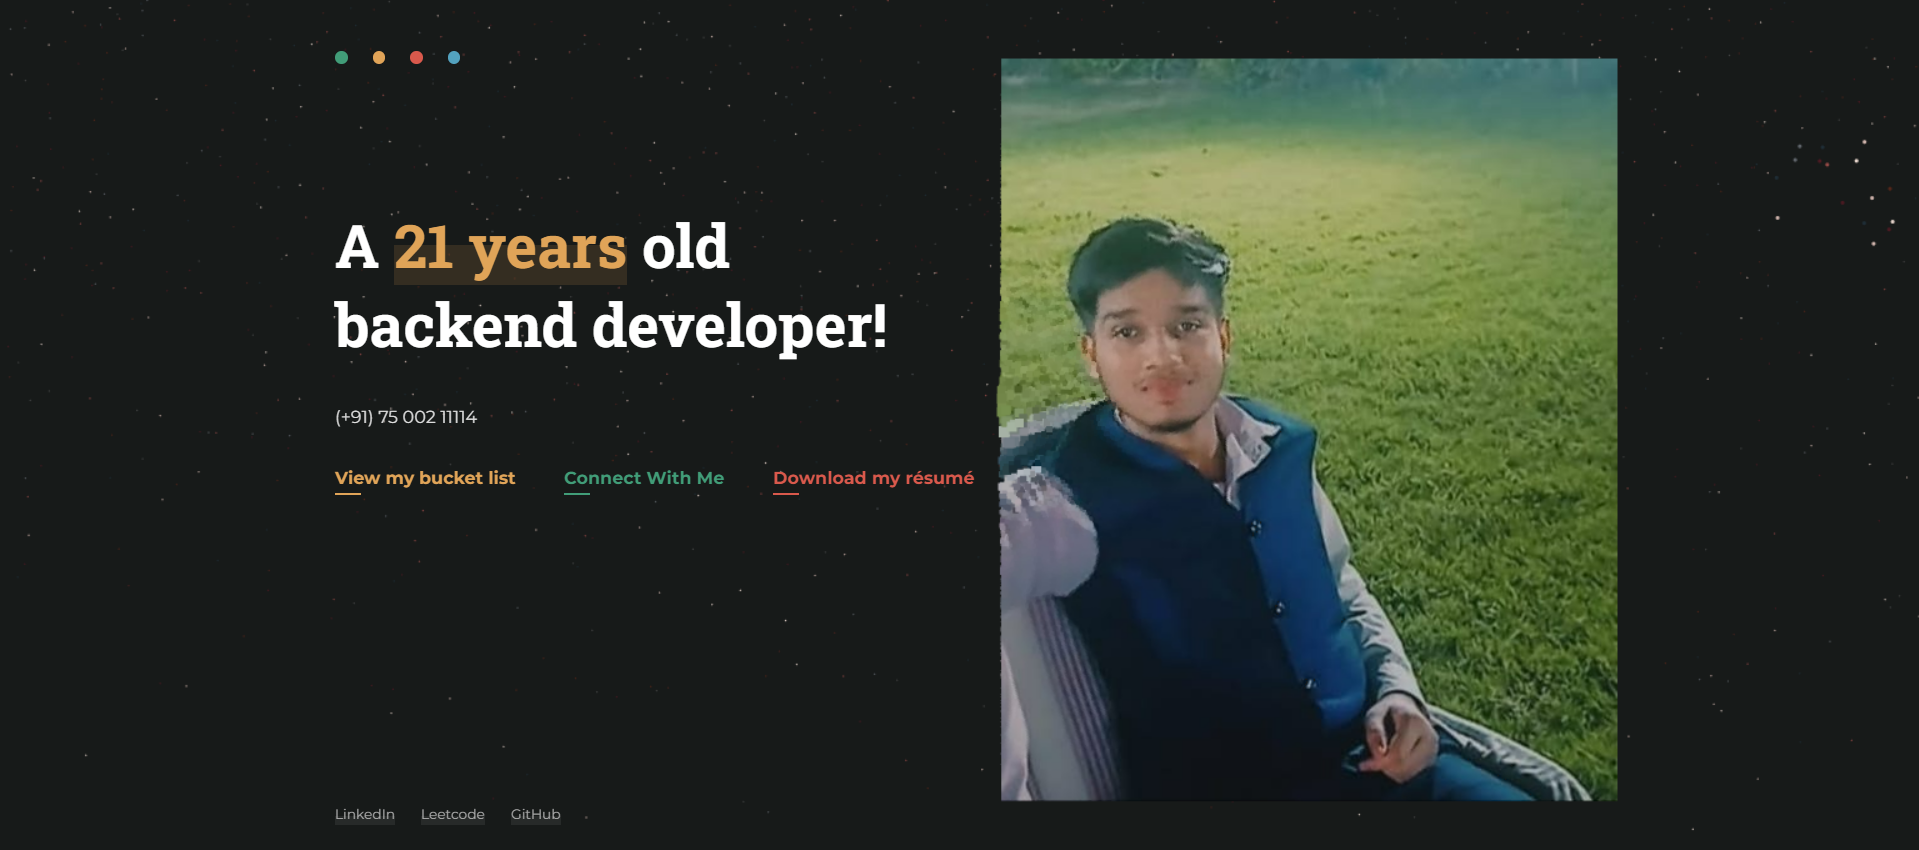 A 21 years old
backend developer!
(+91) 75 002 11114
View my bucket list
Connect With Me
Download my résumé
LinkedIn
Leetcode
GitHub